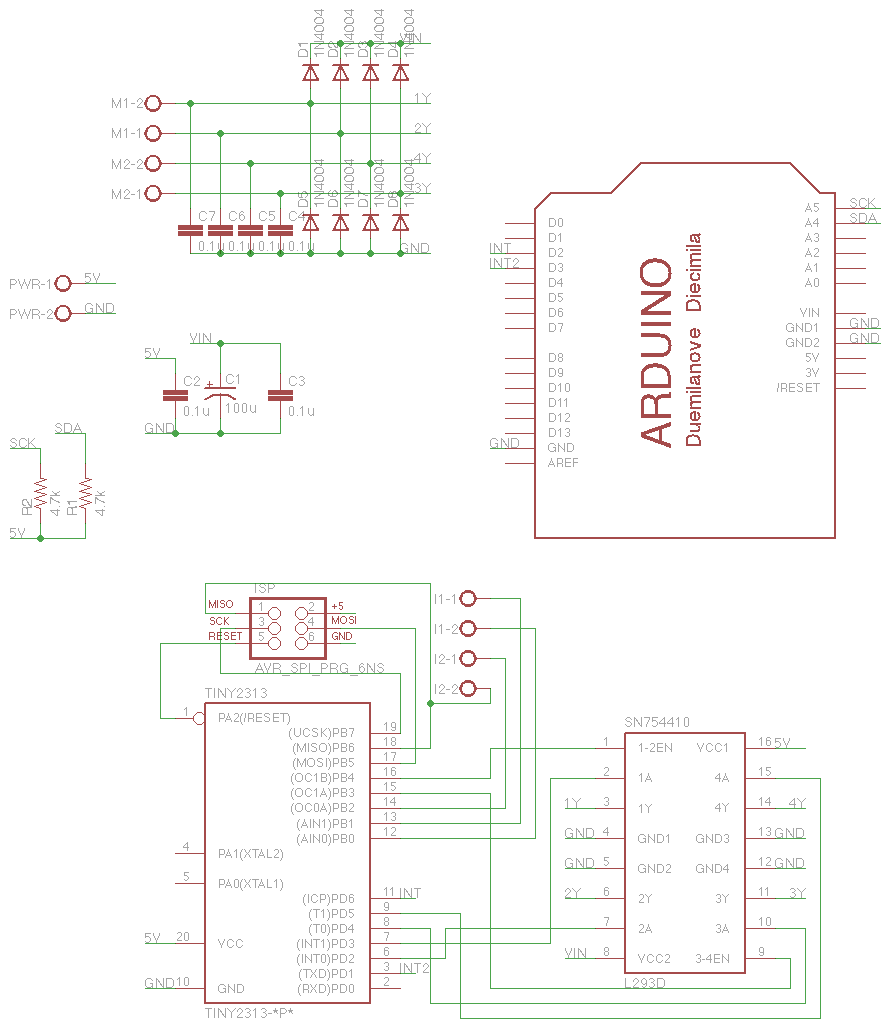 D1 1N4004
D2 1N4004
D3 1N4004
D4 1N4004
VIN
M1-2 1Y
M1-1 2Y
M2-2 4Y
M2-1 3Y
D5 1N4004
D6 1N4004
D7 1N4004
D8 1N4004
C7 C6 C5 C4
0.1u 0.1u 0.1u 0.1u
GND
PWR-1 5V
PWR-2 GND
VIN
5V
C2 C1 C3
+
0.1u 100u 0.1u
GND
SCK SDA
R2 4.7k
R1 4.7k
5V
A5 SCK
A4 SDA
A3
A2
A1
A0
VIN
GND1 GND
GND2 GND
5V
3V
/RESET
D0
D1
INT D2
INT2 D3
D4
D5
D6
D7
D8
D9
D10
D11
D12
D13
GND GND
AREF
ARDUINO
Duemilanove Diecimila
ISP
MISO 1 2 +5
SCK 3 4 MOSI
RESET 5 6 GND
AVR_SPI_PRG_6NS
I1-1
I1-2
I2-1
I2-2
TINY2313
1 PA2(/RESET)
(UCSK)PB7 19
(MISO)PB6 18
(MOSI)PB5 17
(OC1B)PB4 16
(OC1A)PB3 15
(OC0A)PB2 14
(AIN1)PB1 13
(AIN0)PB0 12
4 PA1(XTAL2)
5 PA0(XTAL1)
(ICP)PD6 11 INT
(T1)PD5 9
(T0)PD4 8
5V 20 VCC (INT1)PD3 7
(INT0)PD2 6
(TXD)PD1 3 INT2
GND 10 GND (RXD)PD0 2
TINY2313-*P*
SN754410
1 1-2EN VCC1 16 5V
2 1A 4A 15
1Y 3 1Y 4Y 14 4Y
GND 4 GND1 GND3 13 GND
GND 5 GND2 GND4 12 GND
2Y 6 2Y 3Y 11 3Y
7 2A 3A 10
VIN 8 VCC2 3-4EN 9
L293D